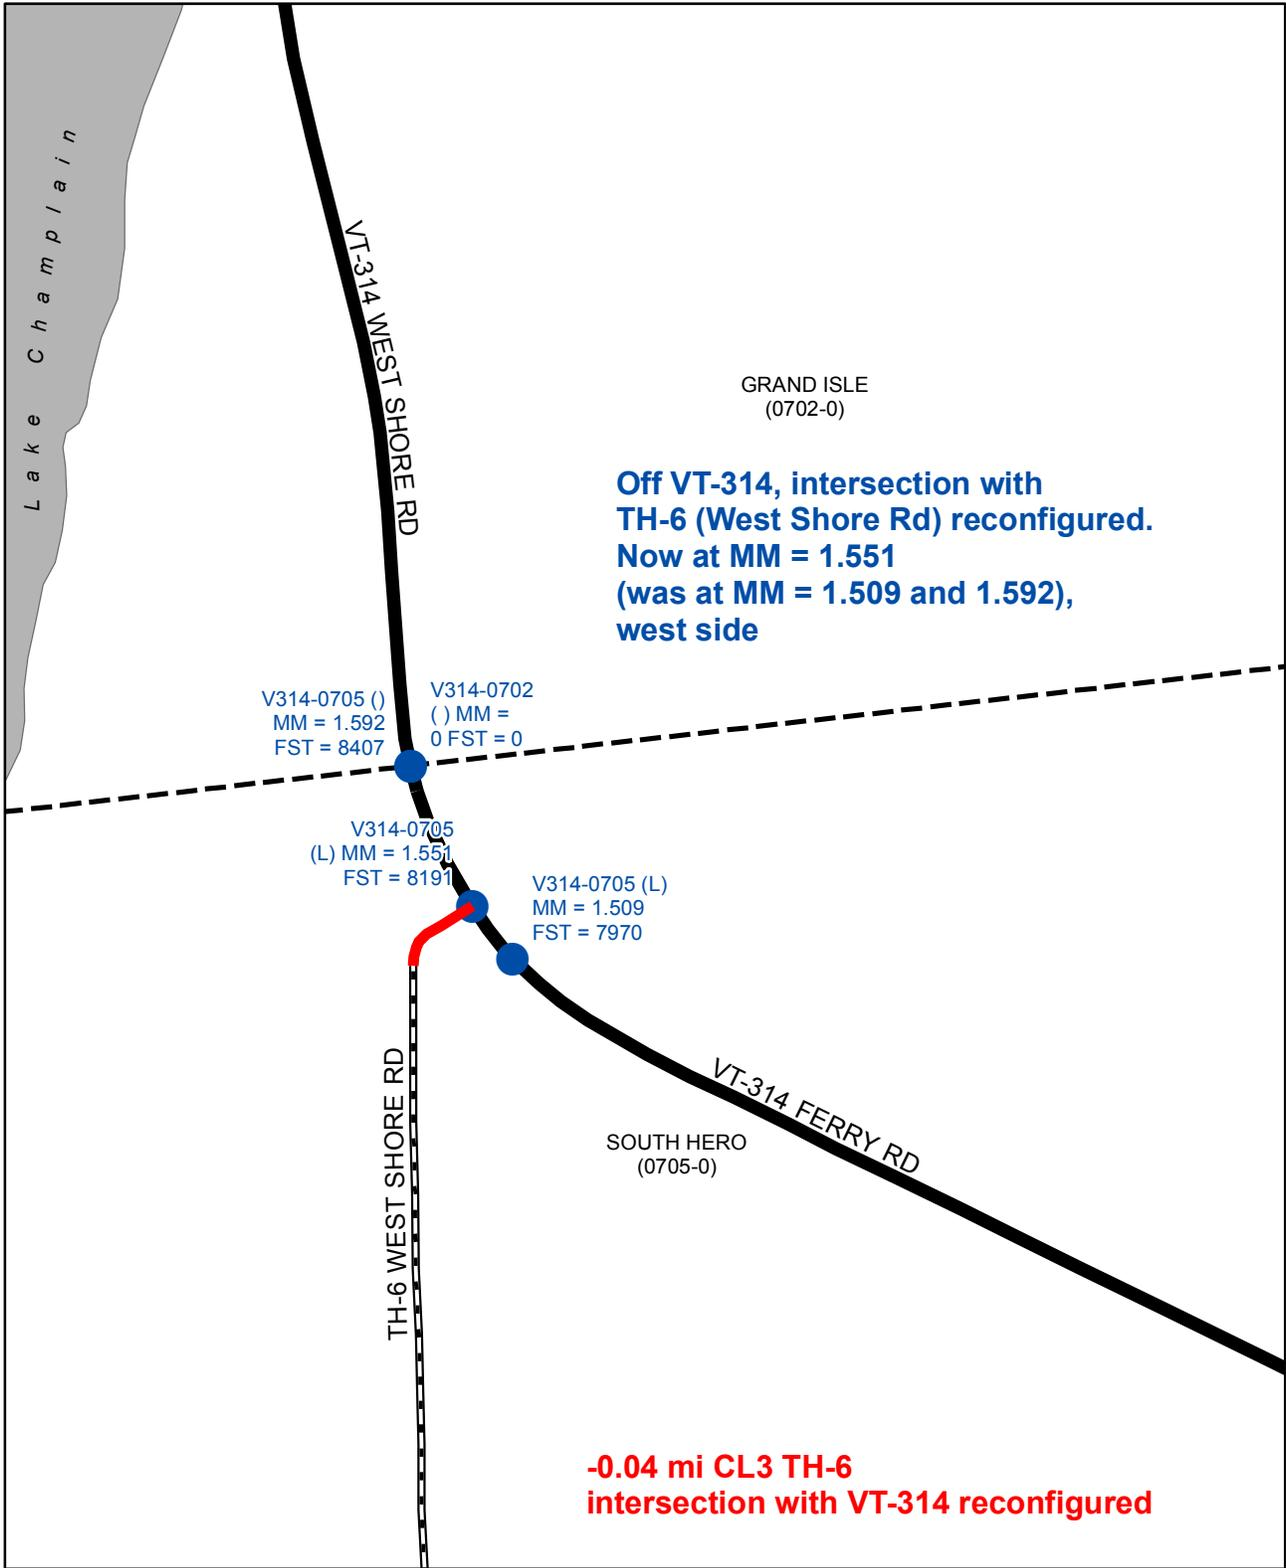 Lake Champlain
VT-314 WEST SHORE RD
GRAND ISLE
(0702-0)
Off VT-314, intersection with
TH-6 (West Shore Rd) reconfigured.
Now at MM = 1.551
(was at MM = 1.509 and 1.592),
west side
V314-0705 ()
MM = 1.592
FST = 8407
V314-0702
( ) MM =
0 FST = 0
V314-0705
(L) MM = 1.551
FST = 8191
V314-0705 (L)
MM = 1.509
FST = 7970
TH-6 WEST SHORE RD
VT-314 FERRY RD
SOUTH HERO
(0705-0)
-0.04 mi CL3 TH-6
intersection with VT-314 reconfigured